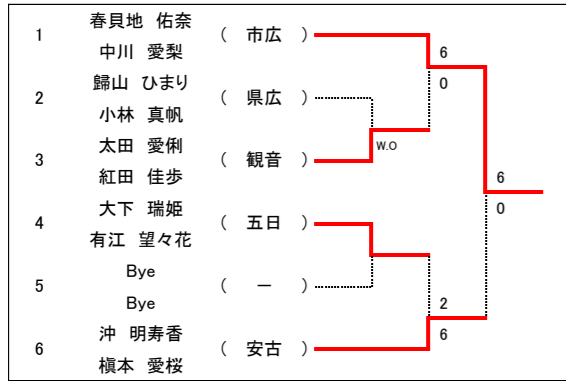 1 春貝地 佑奈 中川 愛梨 ( 市広 )
2 歸山 ひまり 小林 真帆 ( 県広 )
3 太田 愛俐 紅田 佳歩 ( 観音 )
4 大下 瑞姫 有江 望々花 ( 五日 )
5 Bye Bye ( ー )
6 沖 明寿香 槇本 愛桜 ( 安古 )
6
0
W.O
6
0
2
6